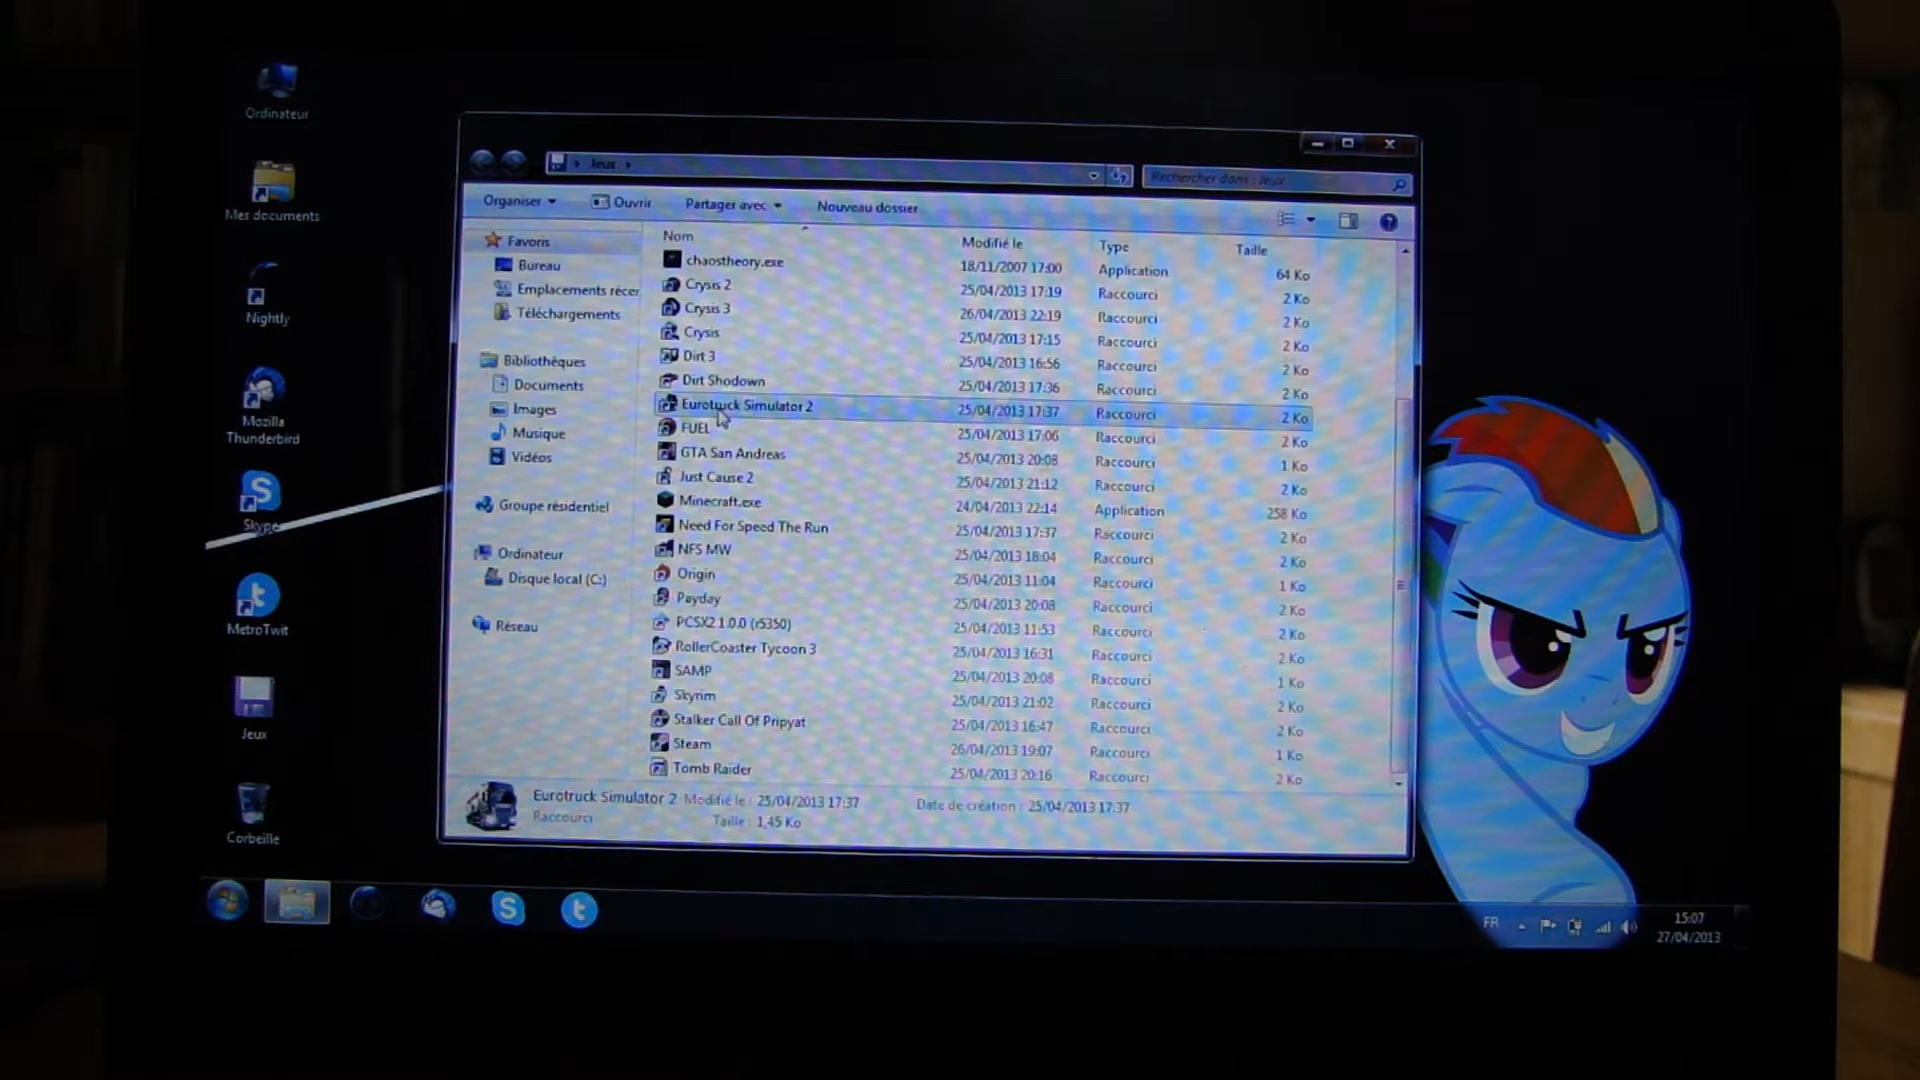 Ordinateur
Mes documents
Nightly
Mozilla
Thunderbird
Skype
MetroTwit
Jeux
Corbeille
Jeux
Rechercher dans : Jeux
Organiser
Ouvrir
Partager avec
Nouveau dossier
Favoris
Bureau
Emplacements récer
Téléchargements
Bibliothèques
Documents
Images
Musique
Vidéos
Groupe résidentiel
Ordinateur
Disque local (C:)
Réseau
Nom Modifié le Type Taille
chaostheory.exe 18/11/2007 17:00 Application 64 Ko
Crysis 2 25/04/2013 17:19 Raccourci 2 Ko
Crysis 3 26/04/2013 22:19 Raccourci 2 Ko
Crysis 25/04/2013 17:15 Raccourci 2 Ko
Dirt 3 25/04/2013 16:56 Raccourci 2 Ko
Dirt Shodown 25/04/2013 17:36 Raccourci 2 Ko
Eurotruck Simulator 2 25/04/2013 17:37 Raccourci 2 Ko
FUEL 25/04/2013 17:06 Raccourci 2 Ko
GTA San Andreas 25/04/2013 20:08 Raccourci 1 Ko
Just Cause 2 25/04/2013 21:12 Raccourci 2 Ko
Minecraft.exe 24/04/2013 22:14 Application 258 Ko
Need For Speed The Run 25/04/2013 17:37 Raccourci 2 Ko
NFS MW 25/04/2013 18:04 Raccourci 2 Ko
Origin 25/04/2013 11:04 Raccourci 1 Ko
Payday 25/04/2013 20:08 Raccourci 2 Ko
PCSX2 1.0.0 (r5350) 25/04/2013 11:53 Raccourci 2 Ko
RollerCoaster Tycoon 3 25/04/2013 16:31 Raccourci 2 Ko
SAMP 25/04/2013 20:08 Raccourci 1 Ko
Skyrim 25/04/2013 21:02 Raccourci 2 Ko
Stalker Call Of Pripyat 25/04/2013 16:47 Raccourci 2 Ko
Steam 26/04/2013 19:07 Raccourci 1 Ko
Tomb Raider 25/04/2013 20:16 Raccourci 2 Ko
Eurotruck Simulator 2 Modifié le : 25/04/2013 17:37 Date de création : 25/04/2013 17:37
Raccourci Taille : 1,45 Ko
FR
15:07
27/04/2013